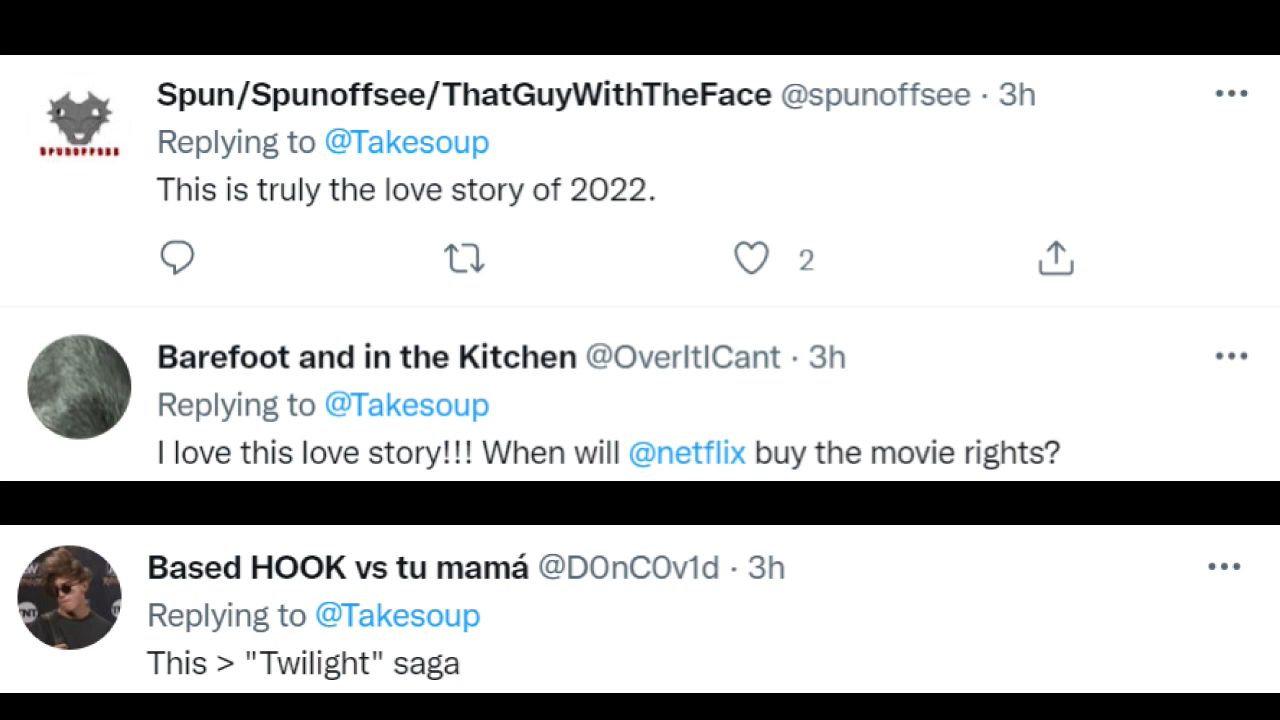 Spun/Spunoffsee/ThatGuyWithTheFace @spunoffsee · 3h
SPUNOFFSEE
Replying to @Takesoup
This is truly the love story of 2022.
2
Barefoot and in the Kitchen @OverItICant · 3h
Replying to @Takesoup
I love this love story!!! When will @netflix buy the movie rights?
Based HOOK vs tu mamá @D0nC0v1d · 3h
TNT
Replying to @Takesoup
This > "Twilight" saga